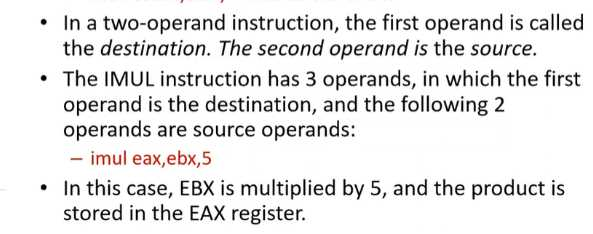 • In a two-operand instruction, the first operand is called
the destination. The second operand is the source.
• The IMUL instruction has 3 operands, in which the first
operand is the destination, and the following 2
operands are source operands:
– imul eax,ebx,5
• In this case, EBX is multiplied by 5, and the product is
stored in the EAX register.